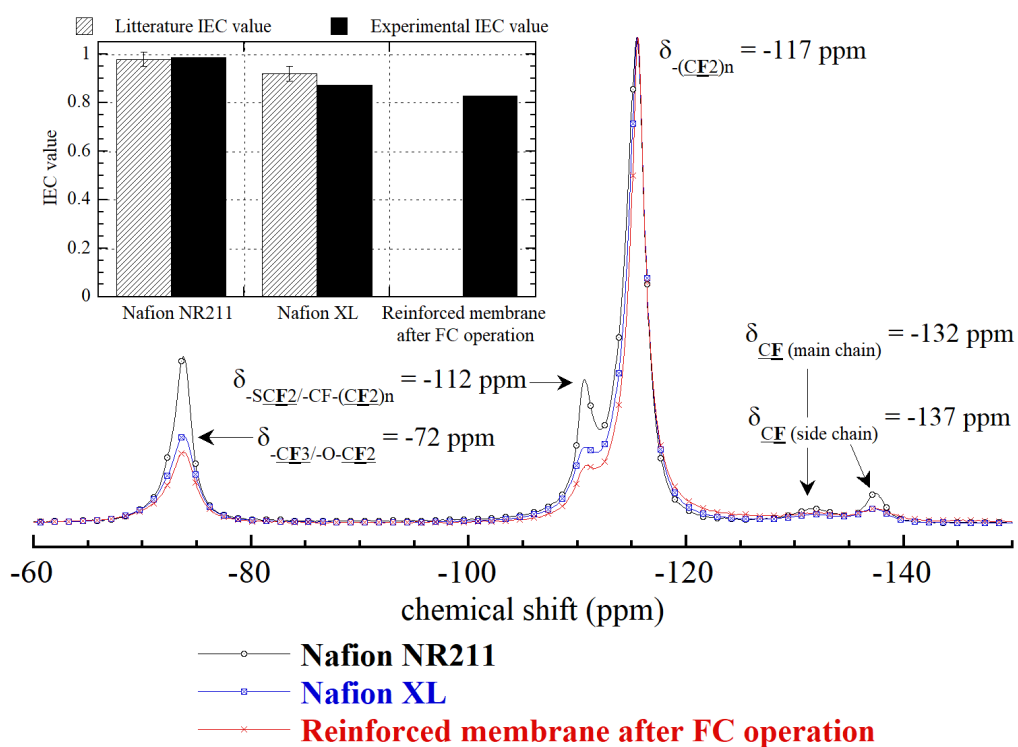 Litterature IEC value
Experimental IEC value
1
0.8
0.6
0.4
0.2
0
IEC value
Nafion NR211
Nafion XL
Reinforced membrane
after FC operation
δ-(CF2)n = -117 ppm
δ-SCF2/-CF-(CF2)n = -112 ppm
δ-CF3/-O-CF2 = -72 ppm
δCF (main chain) = -132 ppm
δCF (side chain) = -137 ppm
-60 -80 -100 -120 -140
chemical shift (ppm)
Nafion NR211
Nafion XL
Reinforced membrane after FC operation